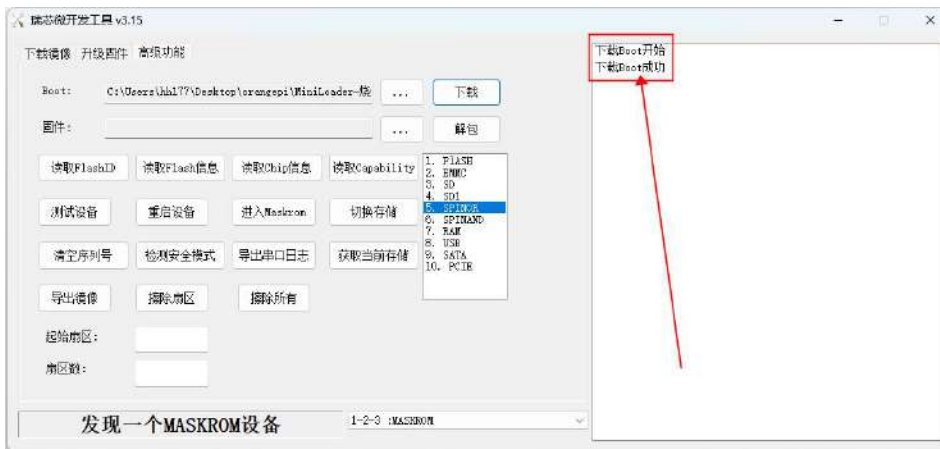 瑞芯微开发工具 v3.15
下载镜像 升级固件 高级功能
Boot: C:\Users\hh177\Desktop\orangepi\MiniLoader-烧 ... 下载
固件: ... 解包
读取FlashID 读取Flash信息 读取Chip信息 读取Capability
测试设备 重启设备 进入Maskrom 切换存储
清空序列号 检测安全模式 导出串口日志 获取当前存储
导出镜像 擦除扇区 擦除所有
1. FLASH
2. EMMC
3. SD
4. SD1
5. SPINOR
6. SPINAND
7. RAM
8. USB
9. SATA
10. PCIE
起始扇区:
扇区数:
发现一个MASKROM设备 1-2-3 :MASKROM
下载Boot开始
下载Boot成功